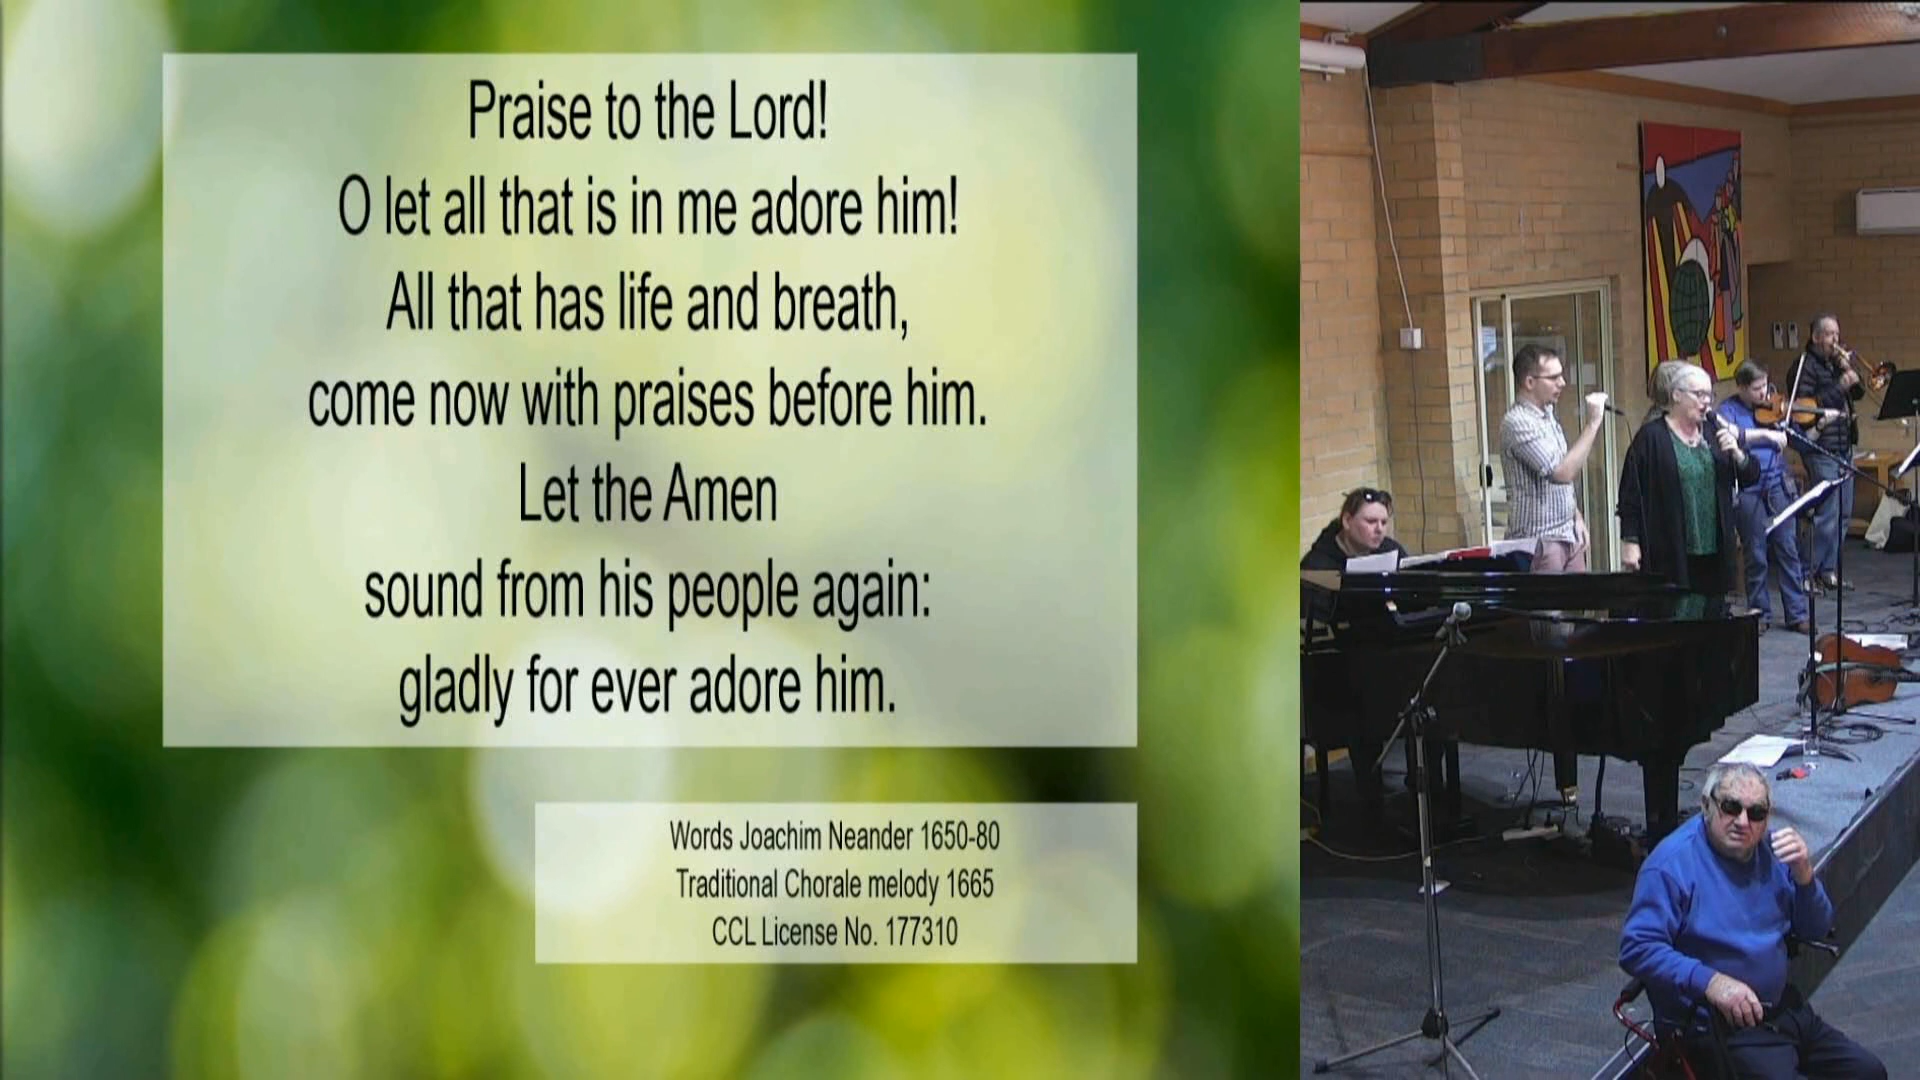 Praise to the Lord!
O let all that is in me adore him!
All that has life and breath,
come now with praises before him.
Let the Amen
sound from his people again:
gladly for ever adore him.
Words Joachim Neander 1650-80
Traditional Chorale melody 1665
CCL License No. 177310